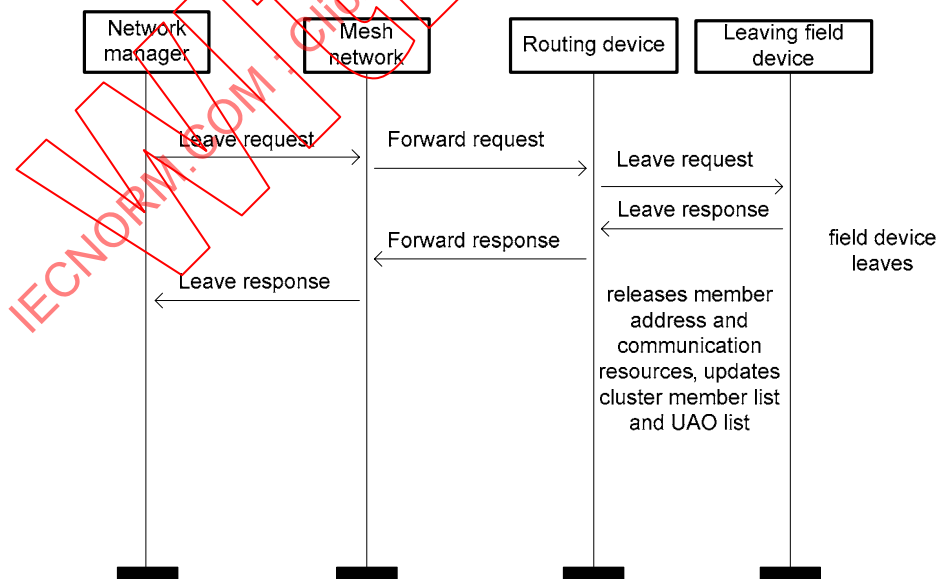 Network
manager
Mesh
network
Routing device
Leaving field
device
Leave request
Forward request
Leave request
Leave response
Forward response
Leave response
field device
leaves
releases member
address and
communication
resources, updates
cluster member list
and UAO list
IECNORM.COM : Clic